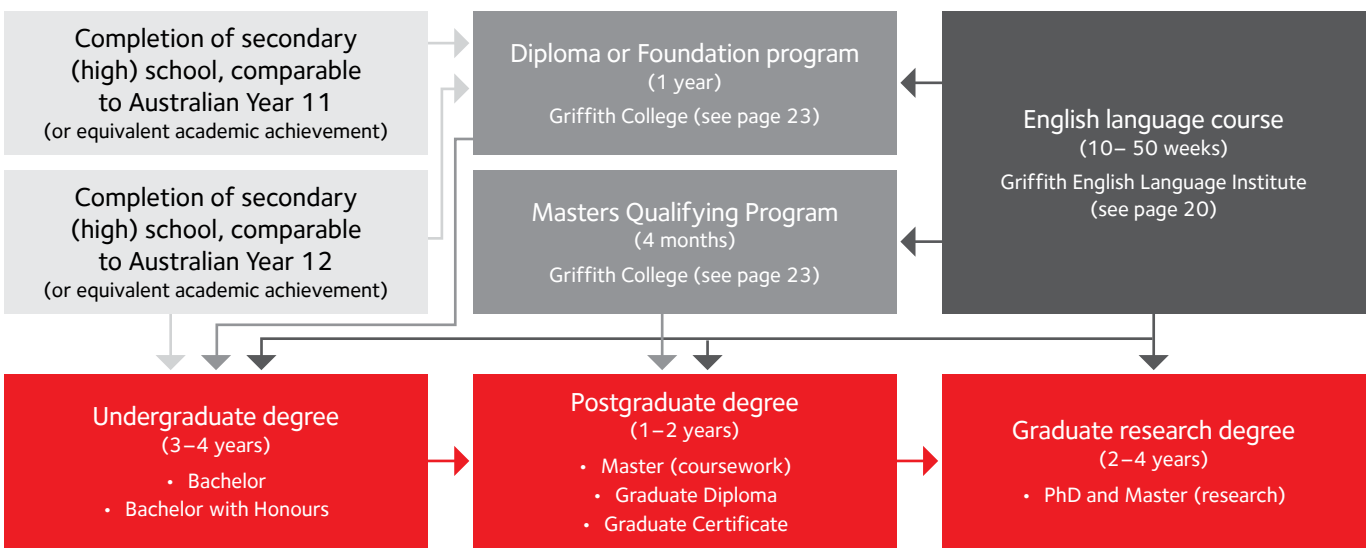 Completion of secondary
(high) school, comparable
to Australian Year 11
(or equivalent academic achievement)
Diploma or Foundation program
(1 year)
Griffith College (see page 23)
English language course
(10– 50 weeks)
Griffith English Language Institute
(see page 20)
Completion of secondary
(high) school, comparable
to Australian Year 12
(or equivalent academic achievement)
Masters Qualifying Program
(4 months)
Griffith College (see page 23)
Undergraduate degree
(3–4 years)
• Bachelor
• Bachelor with Honours
Postgraduate degree
(1–2 years)
• Master (coursework)
• Graduate Diploma
• Graduate Certificate
Graduate research degree
(2–4 years)
• PhD and Master (research)